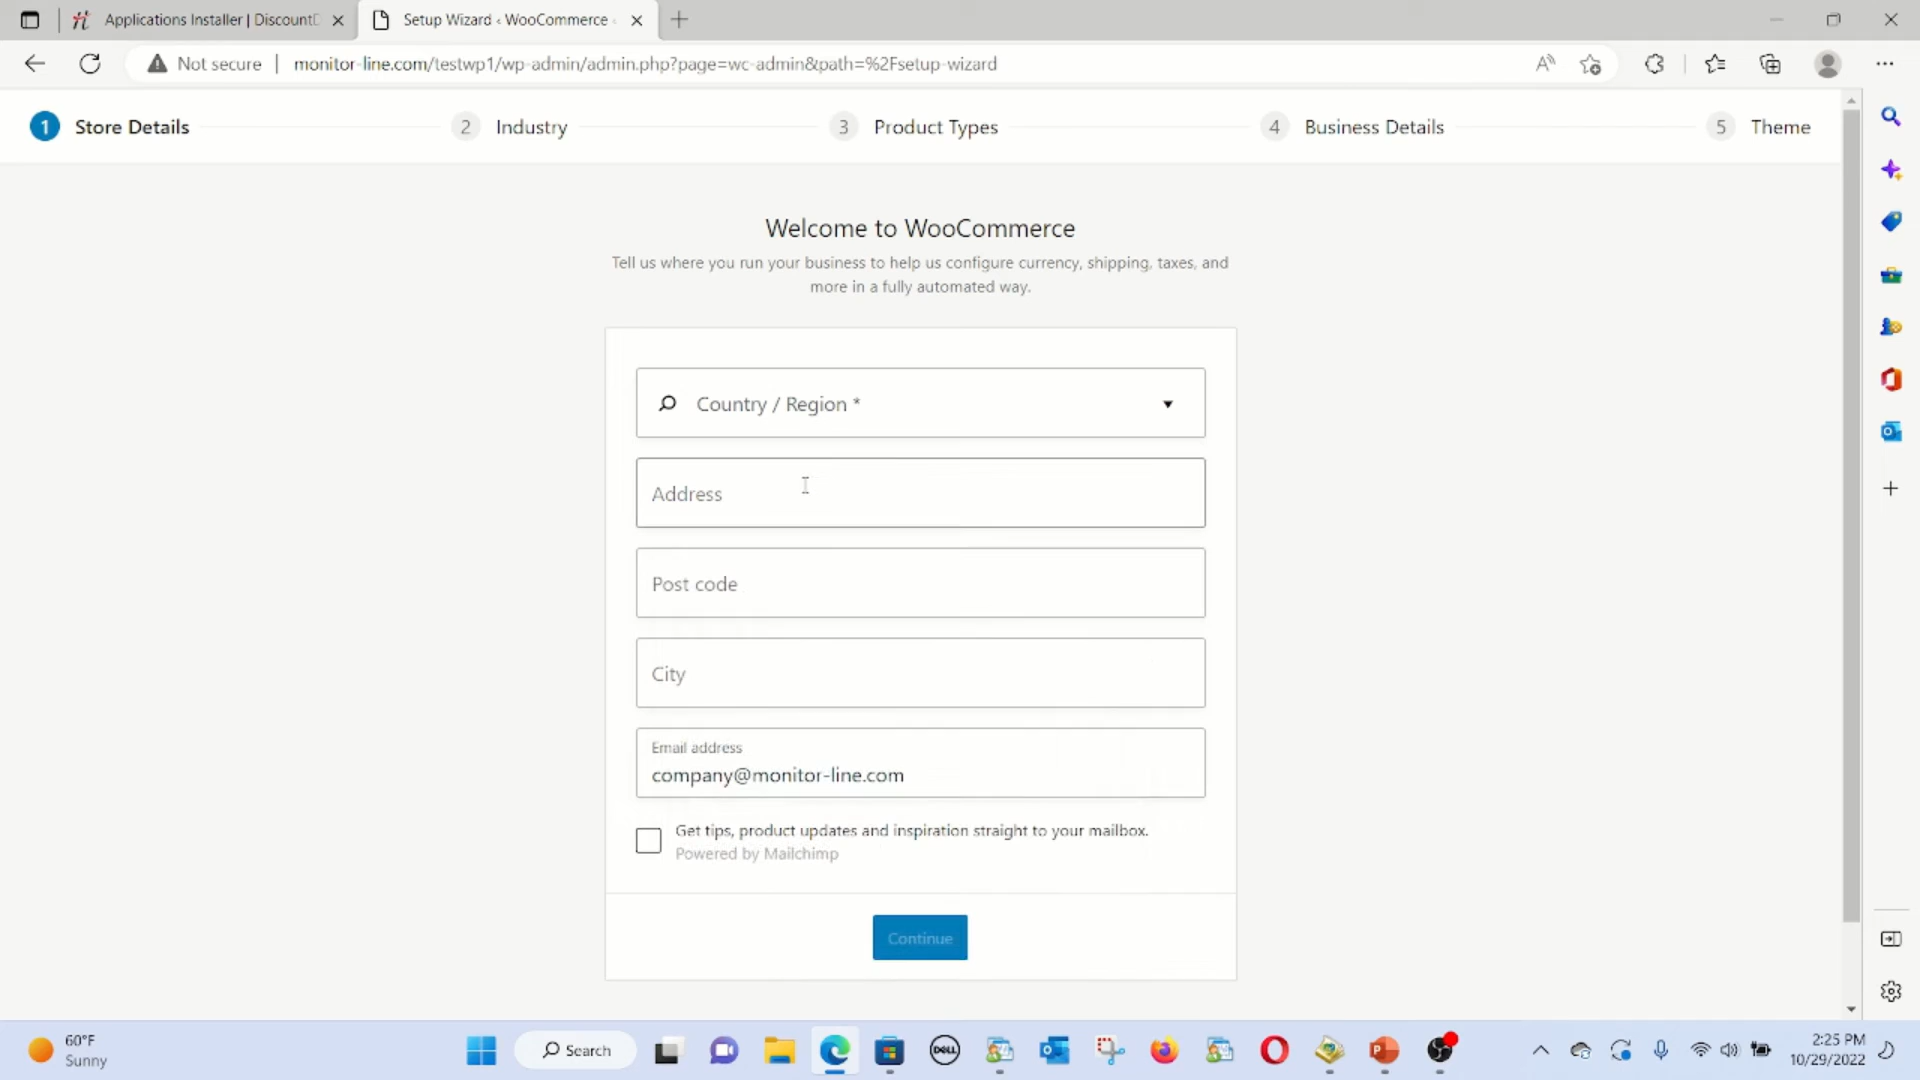 Applications Installer | Discount
Setup Wizard ‹ WooCommerce
Not secure
monitor-line.com/testwp1/wp-admin/admin.php?page=wc-admin&path=%2Fsetup-wizard
1 Store Details
2 Industry
3 Product Types
4 Business Details
5 Theme
Welcome to WooCommerce
Tell us where you run your business to help us configure currency, shipping, taxes, and
more in a fully automated way.
Country / Region *
Address
Post code
City
Email address
company@monitor-line.com
Get tips, product updates and inspiration straight to your mailbox.
Powered by Mailchimp
Continue
60°F
Sunny
Search
DELL
2:25 PM
10/29/2022